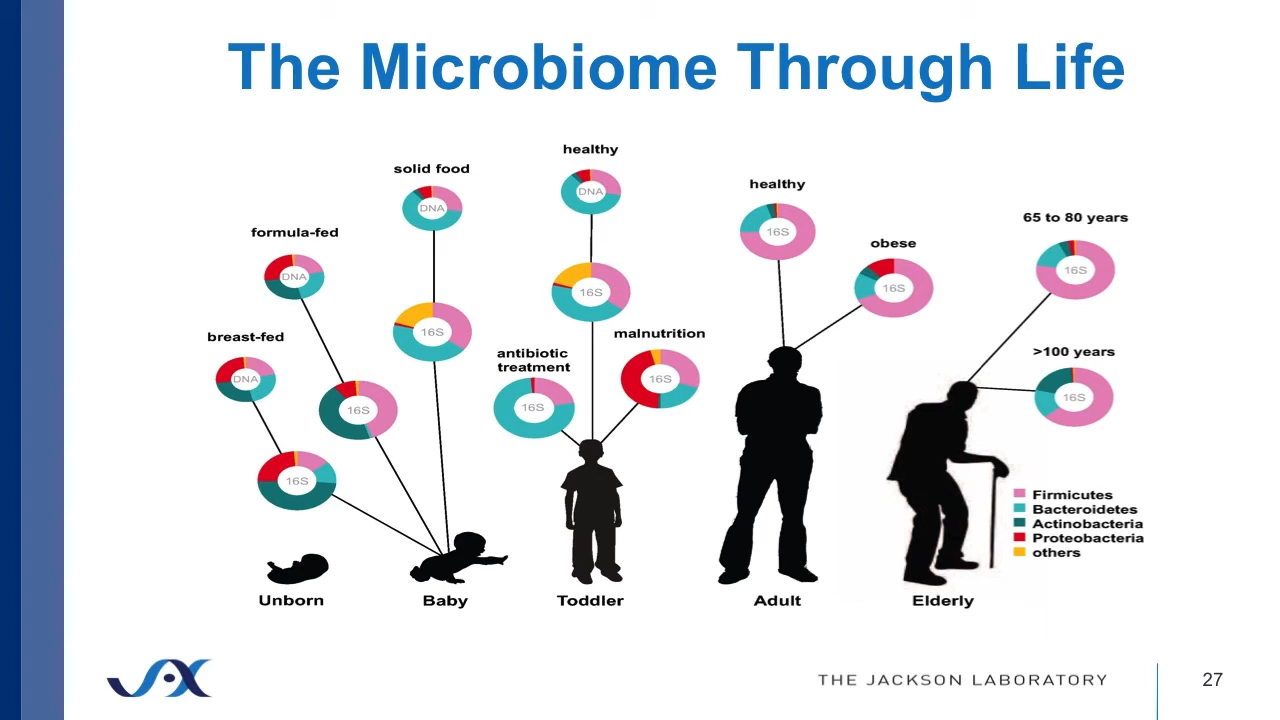 The Microbiome Through Life
healthy
solid food
DNA
DNA
healthy
65 to 80 years
formula-fed
16S
obese
DNA
16S
16S
16S
16S
breast-fed
malnutrition
antibiotic
treatment
>100 years
DNA
16S
16S
16S
16S
16S
Firmicutes
Bacteroidetes
Actinobacteria
Proteobacteria
others
Unborn
Baby
Toddler
Adult
Elderly
THE JACKSON LABORATORY
27